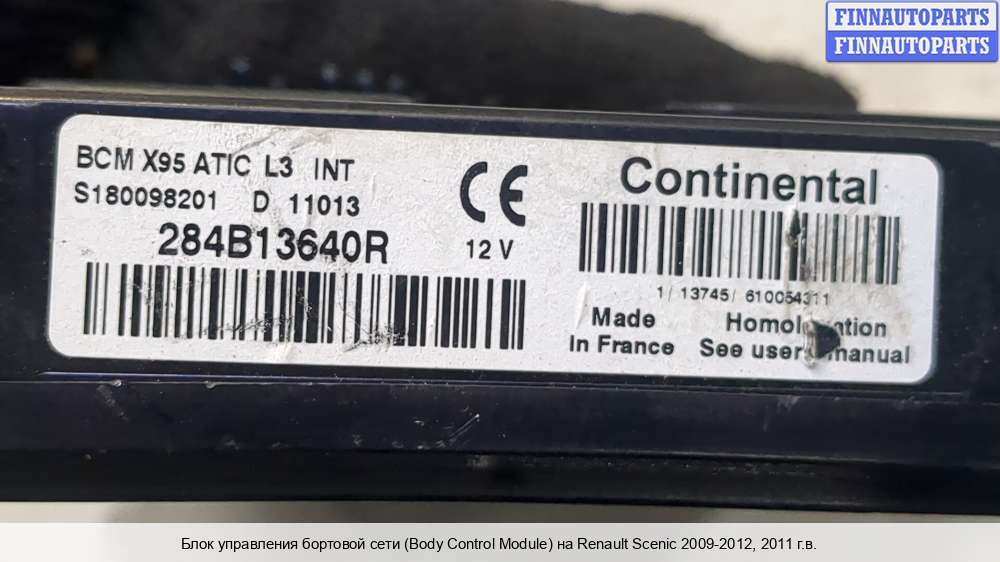 FINNAUTOPARTS
FINNAUTOPARTS
BCM X95 ATIC L3 INT
S180098201 D 11013
284B13640R
CE
12 V
Continental
1/ 13745/ 610054311
Made
In France
See user manual
Блок управления бортовой сети (Body Control Module) на Renault Scenic 2009-2012, 2011 г.в.